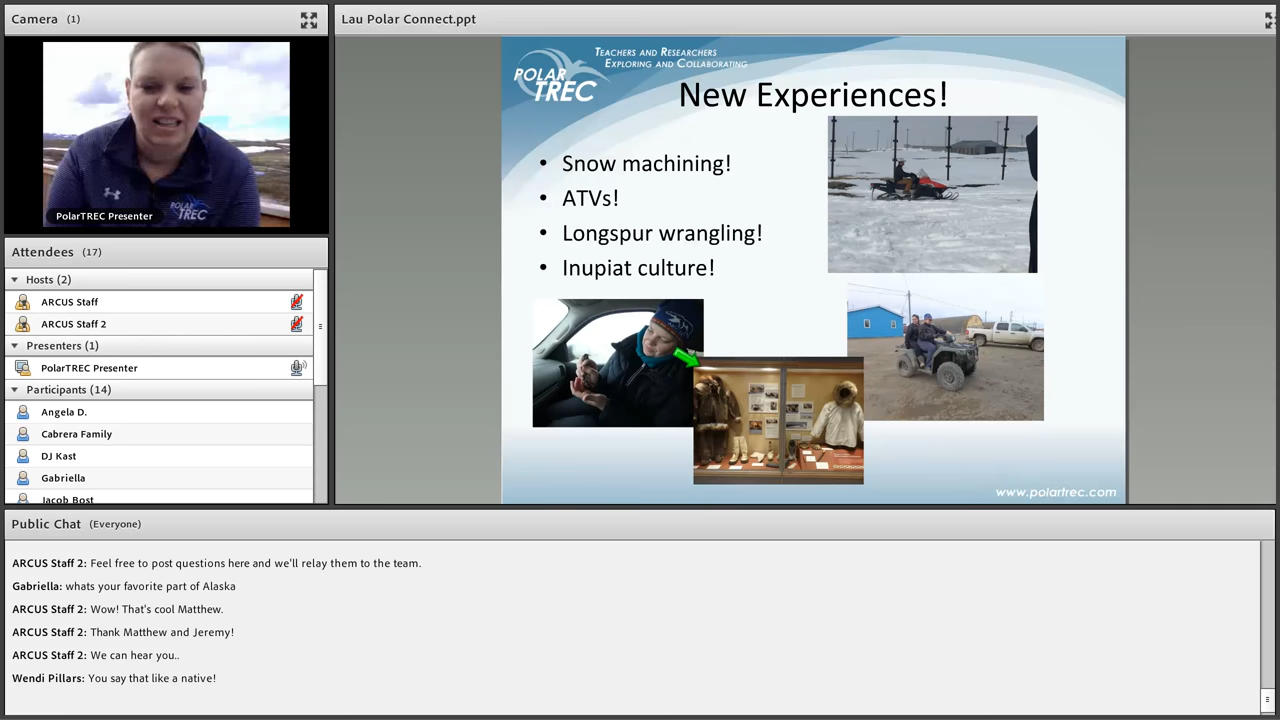 Camera (1)
PolarTREC Presenter
POLAR TREC
Attendees (17)
Hosts (2)
ARCUS Staff
ARCUS Staff 2
Presenters (1)
PolarTREC Presenter
Participants (14)
Angela D.
Cabrera Family
DJ Kast
Gabriella
Jacob Bost
Lau Polar Connect.ppt
POLAR TREC
TEACHERS AND RESEARCHERS
EXPLORING AND COLLABORATING
New Experiences!
• Snow machining!
• ATVs!
• Longspur wrangling!
• Inupiat culture!
www.polartrec.com
Public Chat (Everyone)
ARCUS Staff 2: Feel free to post questions here and we'll relay them to the team.
Gabriella: whats your favorite part of Alaska
ARCUS Staff 2: Wow! That's cool Matthew.
ARCUS Staff 2: Thank Matthew and Jeremy!
ARCUS Staff 2: We can hear you..
Wendi Pillars: You say that like a native!